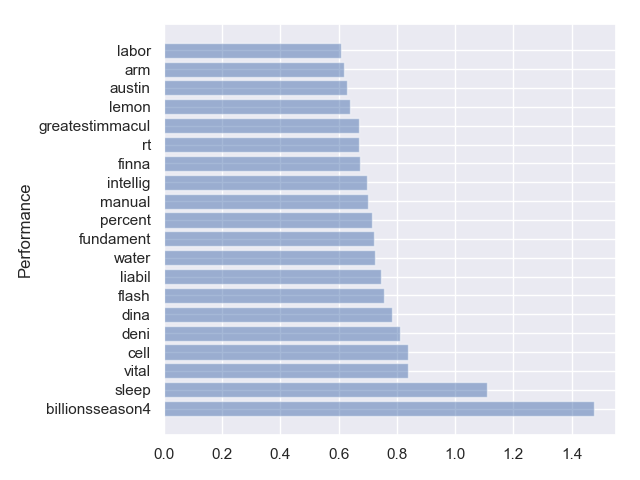 Performance
labor
arm
austin
lemon
greatestimmacul
rt
finna
intellig
manual
percent
fundament
water
liabil
flash
dina
deni
cell
vital
sleep
billionsseason4
0.0 0.2 0.4 0.6 0.8 1.0 1.2 1.4